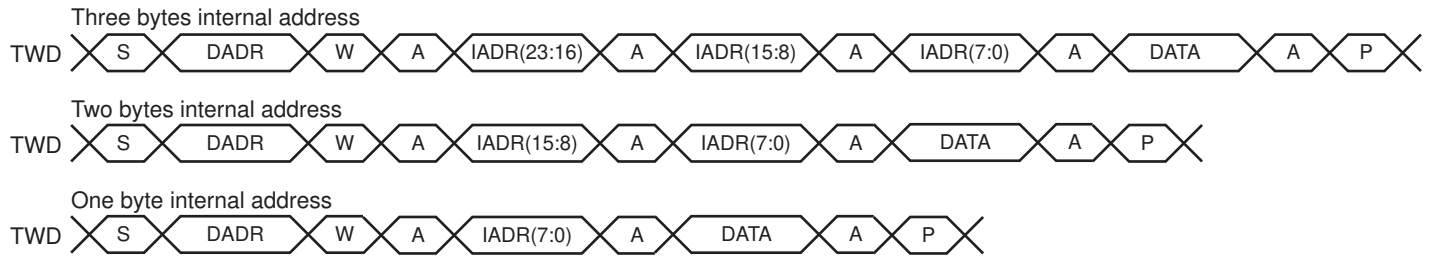 Three bytes internal address
TWD S DADR W A IADR(23:16) A IADR(15:8) A IADR(7:0) A DATA A P
Two bytes internal address
TWD S DADR W A IADR(15:8) A IADR(7:0) A DATA A P
One byte internal address
TWD S DADR W A IADR(7:0) A DATA A P